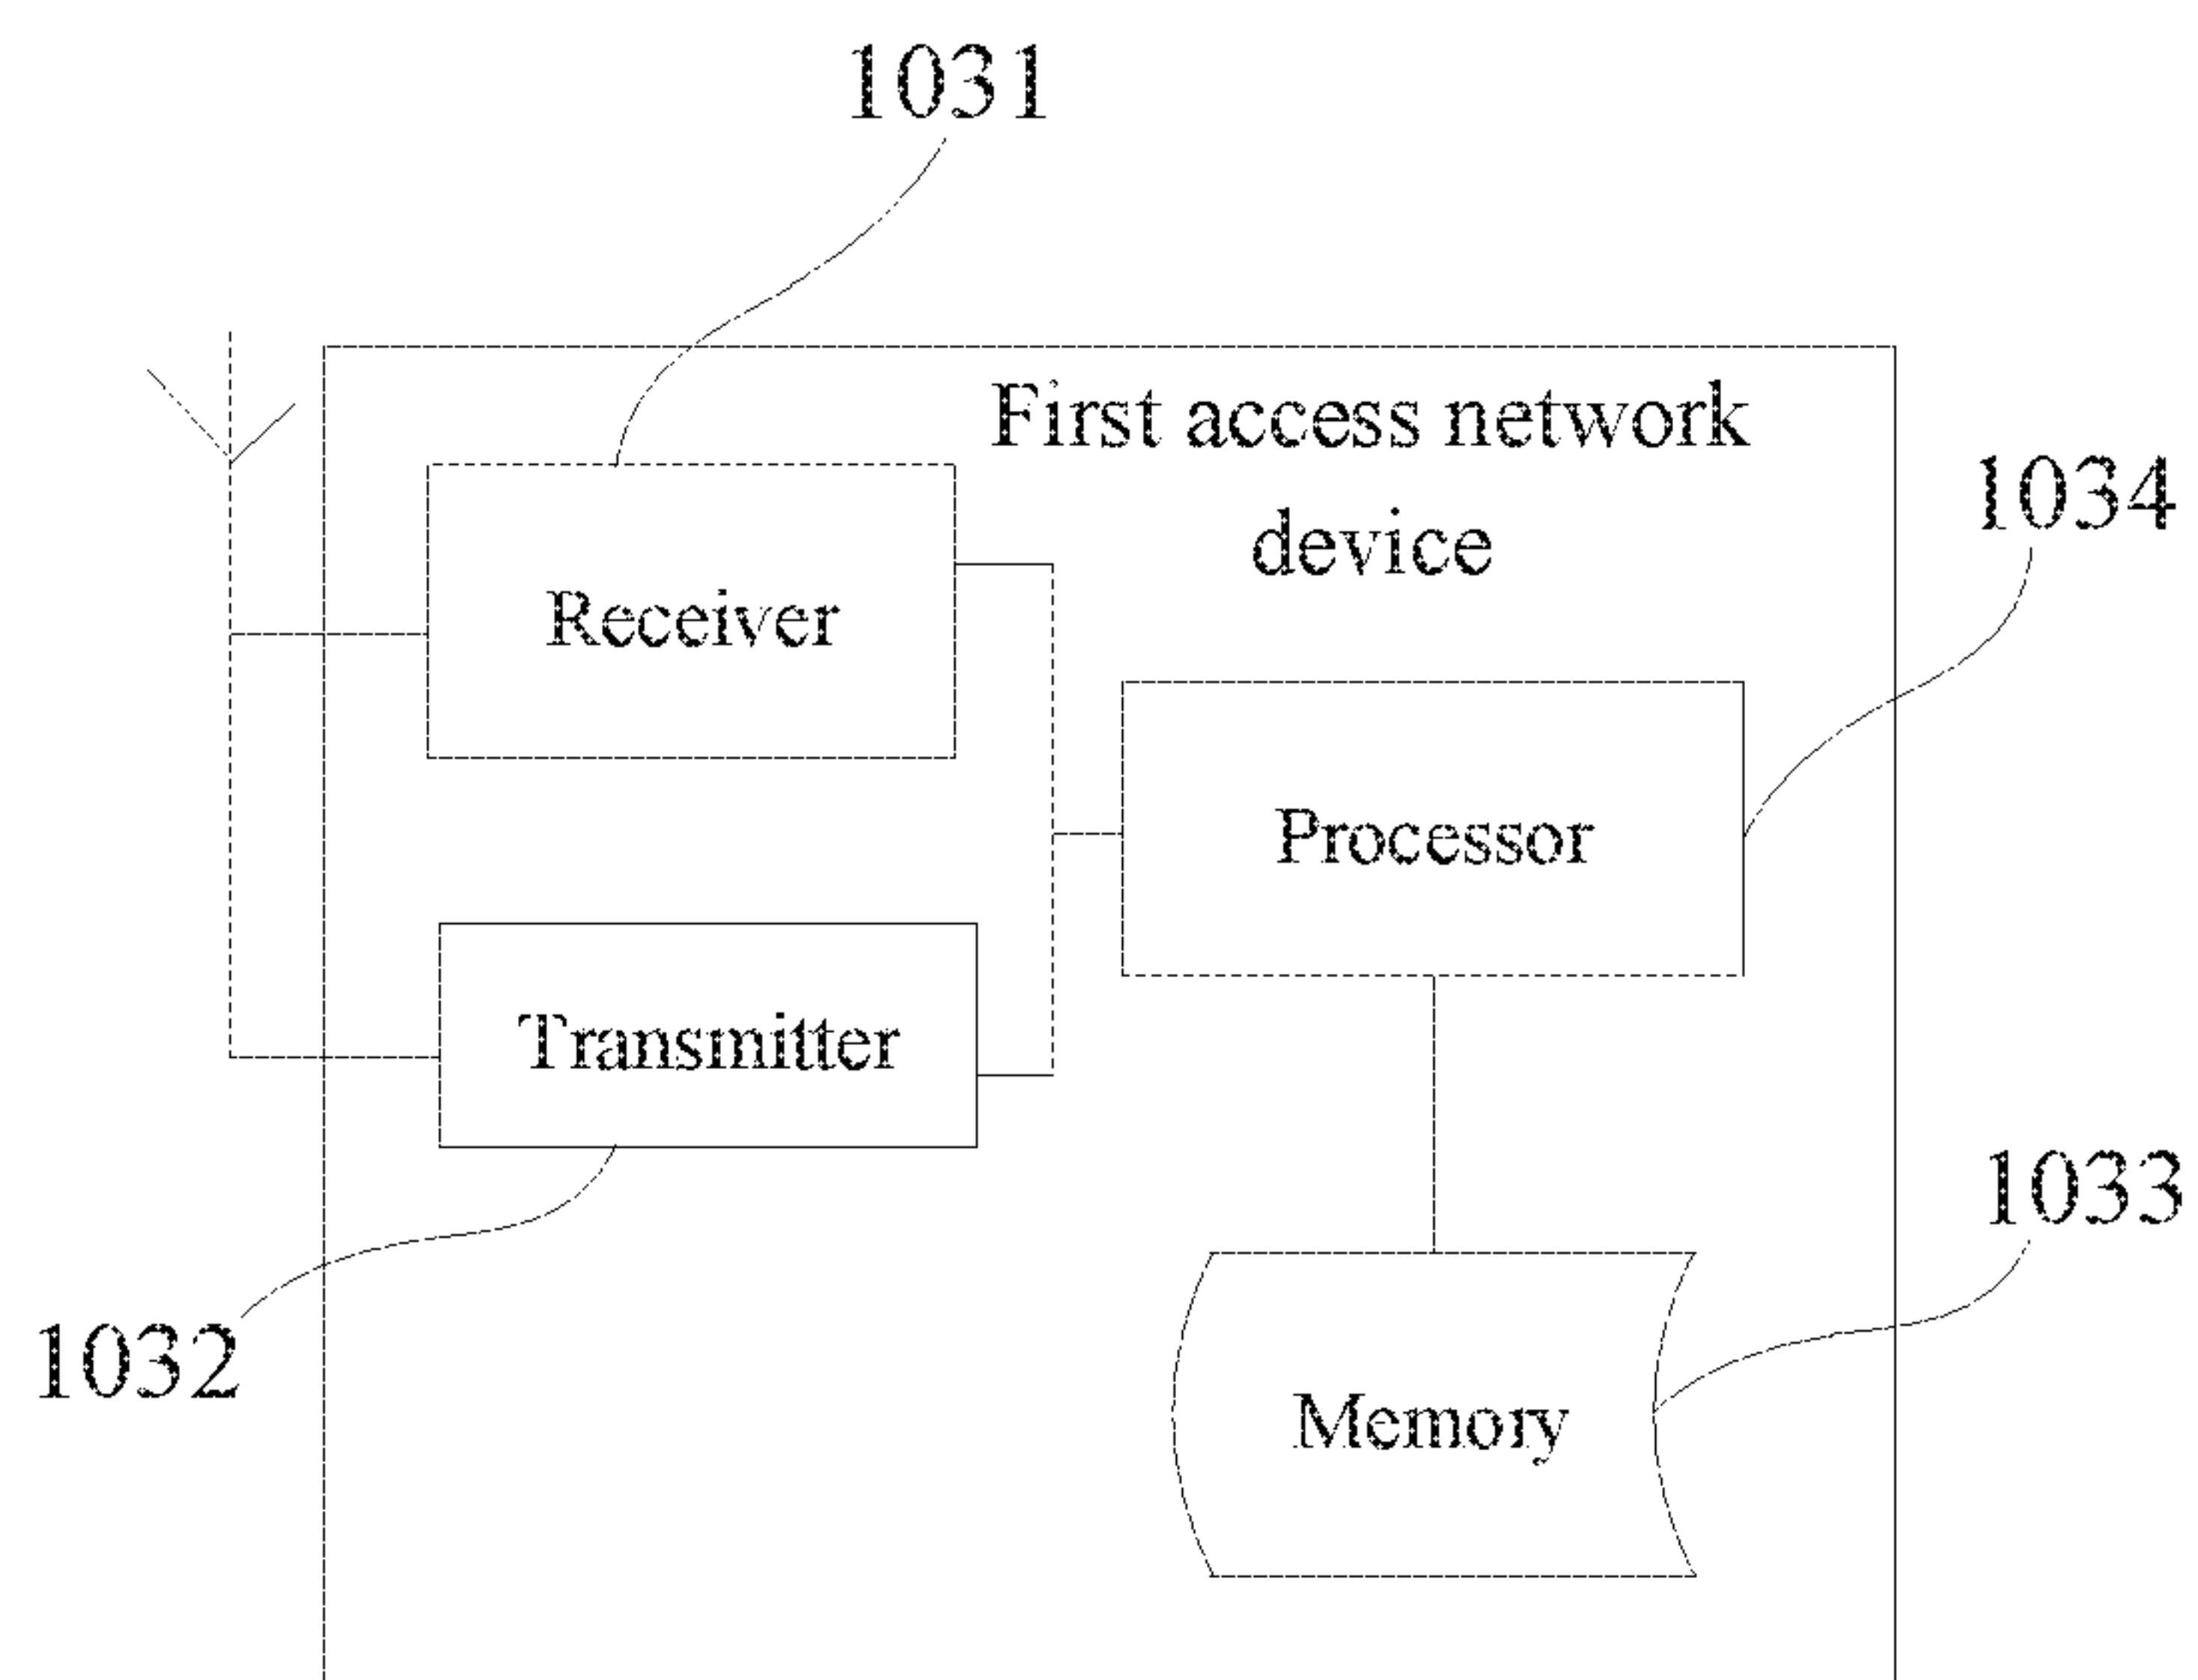 1031
First access network
device
1034
Receiver
Processor
Transmitter
1033
1032
Memory